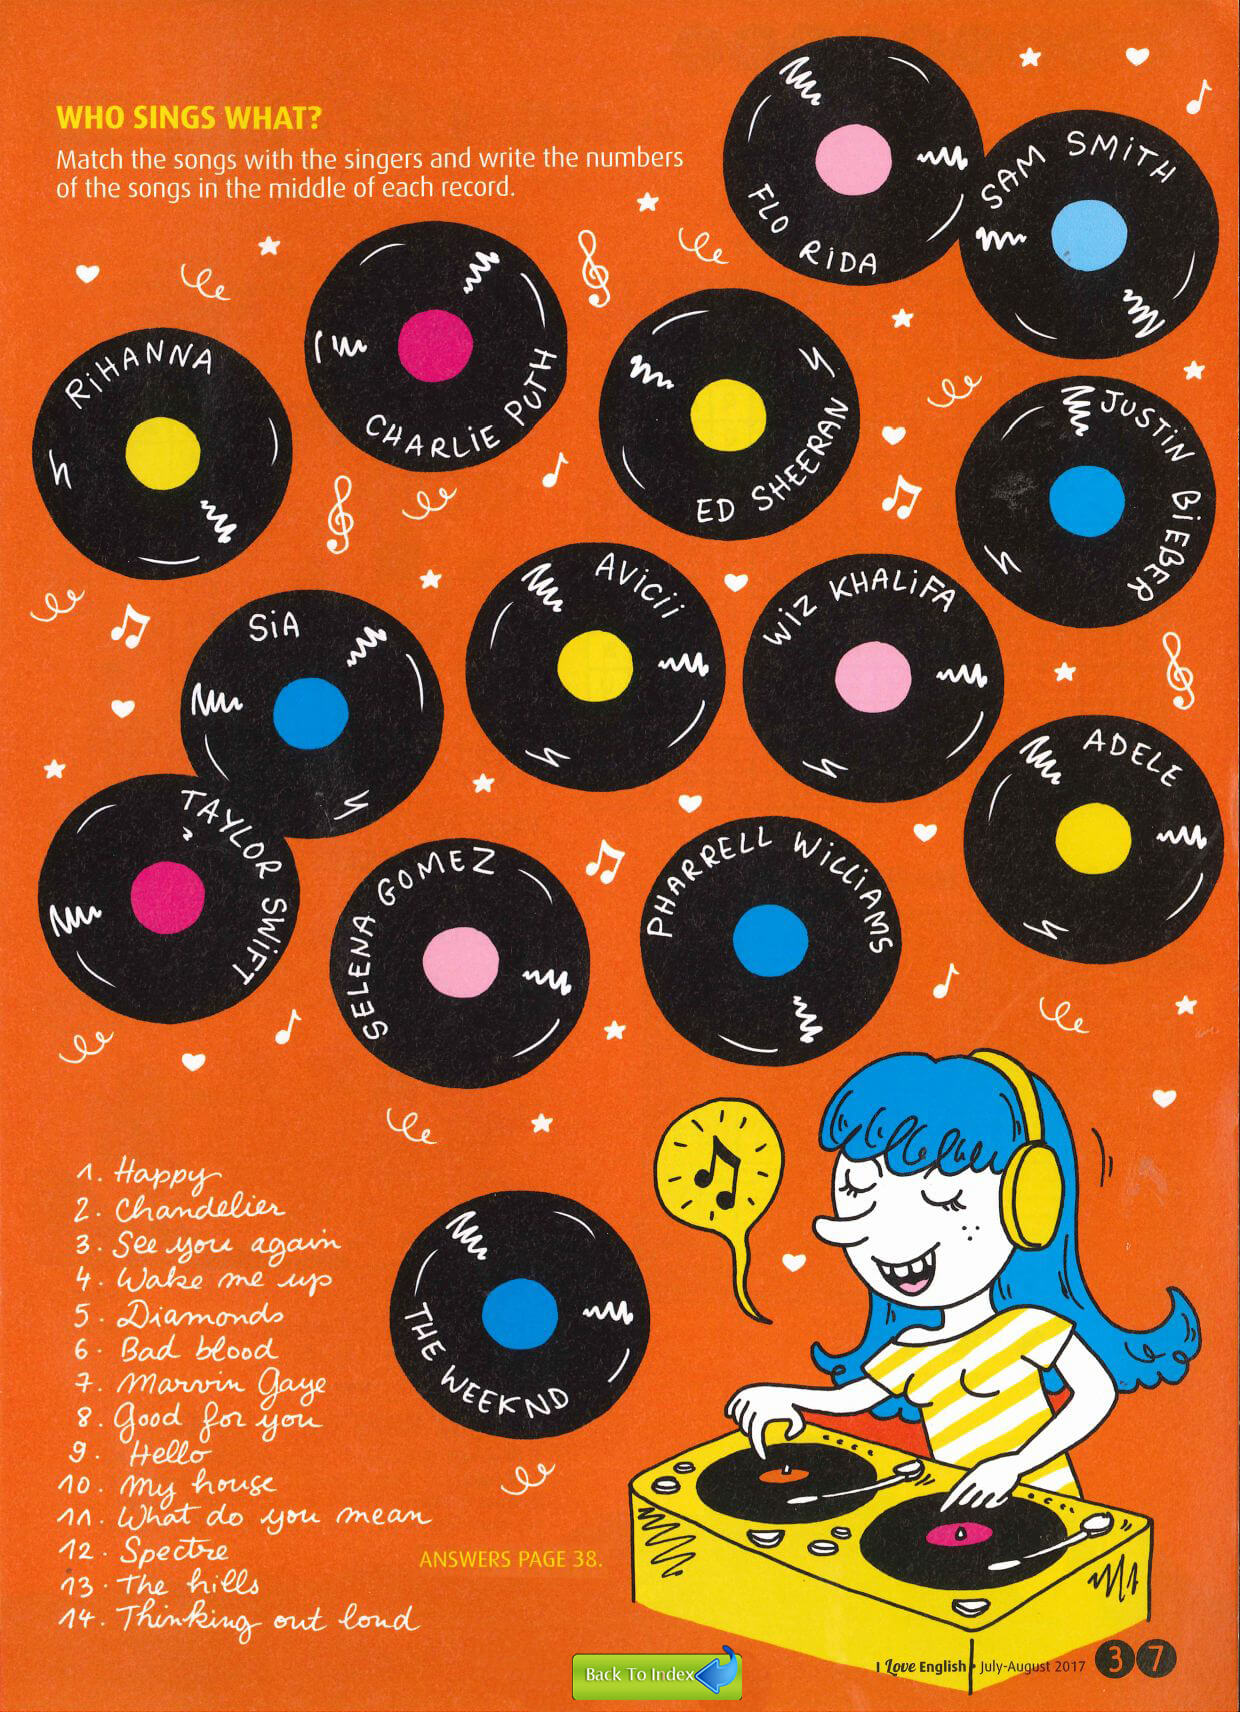 WHO SINGS WHAT?
Match the songs with the singers and write the numbers
of the songs in the middle of each record.
FLO RIDA
SAM SMITH
CHARLIE PUTH
RIHANNA
ED SHEERAN
JUSTIN BIEBER
AVICII
WIZ KHALIFA
SIA
ADELE
TAYLOR SWIFT
SELENA GOMEZ
PHARRELL WILLIAMS
THE WEEKND
1. Happy
2. Chandelier
3. See you again
4. Wake me up
5. Diamonds
6. Bad blood
7. Marvin Gaye
8. Good for you
9. Hello
10. My house
11. What do you mean
12. Spectre
13. The hills
14. Thinking out loud
ANSWERS PAGE 38.
Back To Index
I Love English • July-August 2017 37